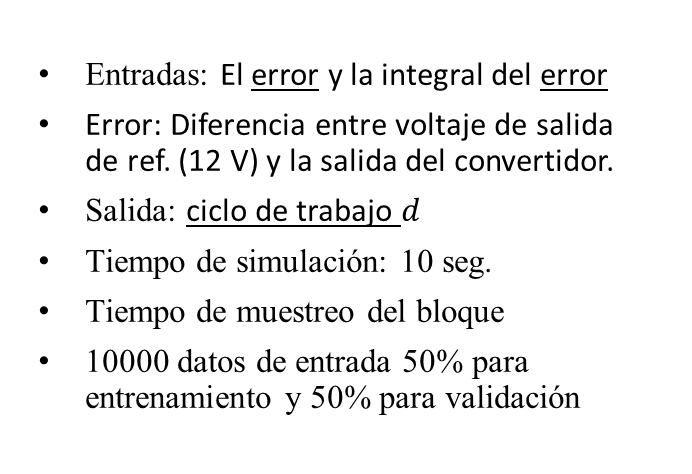 • Entradas: El error y la integral del error
• Error: Diferencia entre voltaje de salida
de ref. (12 V) y la salida del convertidor.
• Salida: ciclo de trabajo d
• Tiempo de simulación: 10 seg.
• Tiempo de muestreo del bloque
• 10000 datos de entrada 50% para
entrenamiento y 50% para validación